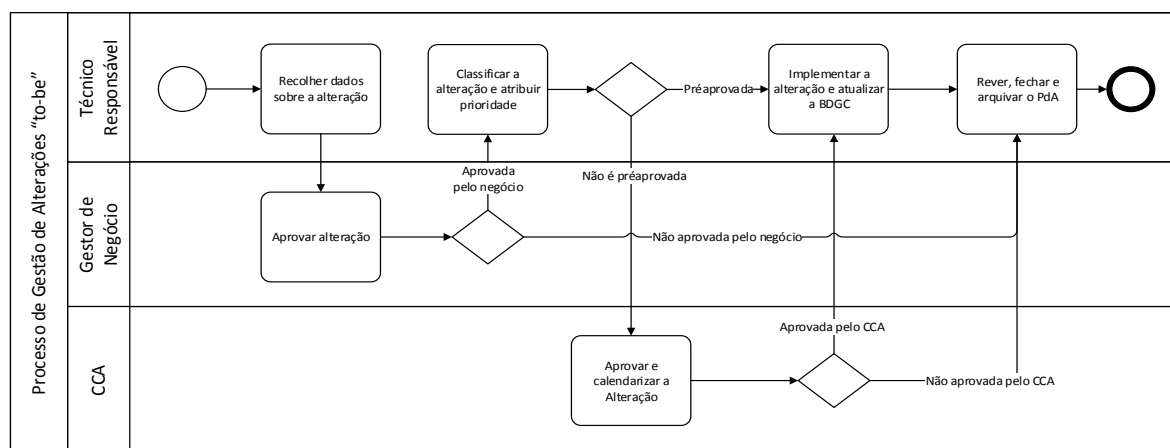 Processo de Gestão de Alterações “to-be”
Técnico
Responsável
Recolher dados
sobre a alteração
Classificar a
alteração e atribuir
prioridade
Préaprovada
Implementar a
alteração e atualizar
a BDGC
Rever, fechar e
arquivar o PdA
Aprovada
pelo negócio
Não é préaprovada
Gestor de
Negócio
Aprovar alteração
Não aprovada pelo negócio
CCA
Aprovar e
calendarizar a
Alteração
Aprovada pelo CCA
Não aprovada pelo CCA